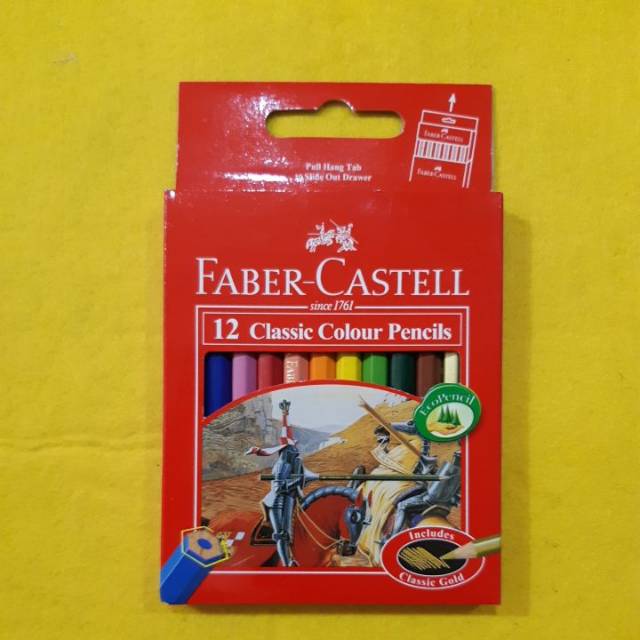 Pull Hang Tab
Slide Out Drawer
FABER-CASTELL
FABER-CASTELL
FABER-CASTELL
since 1761
12 Classic Colour Pencils
FABE
EcoPencil
Includes
Classic Gold